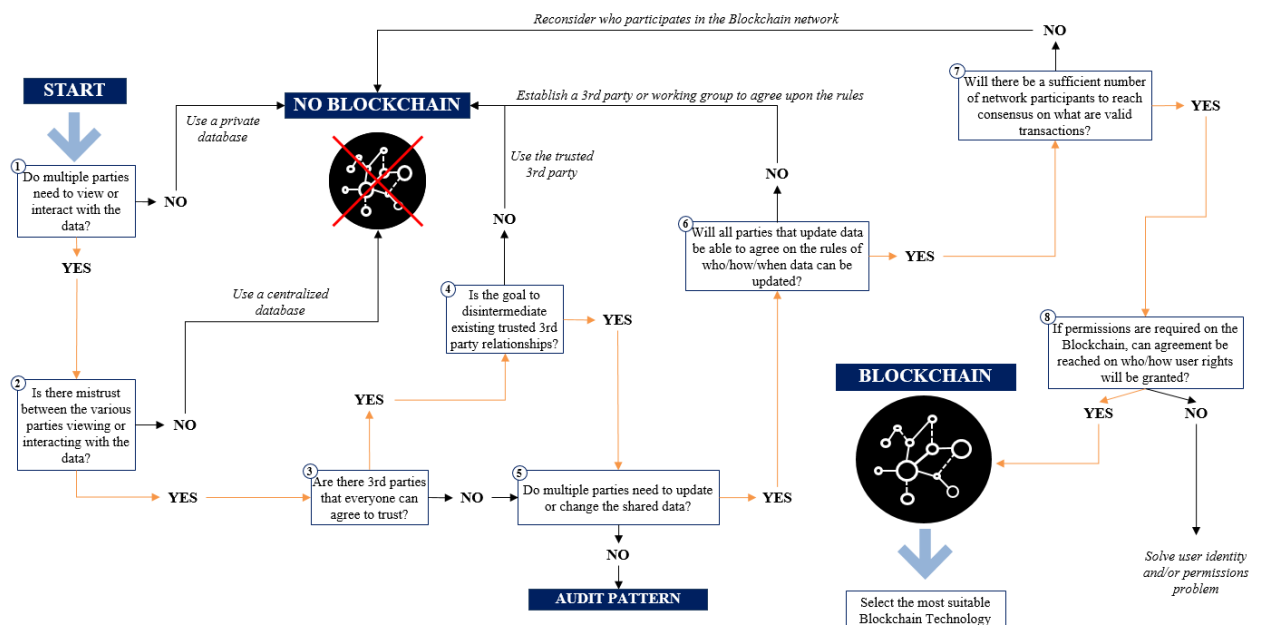 Reconsider who participates in the Blockchain network
NO
START
7
Will there be a sufficient number
of network participants to reach
consensus on what are valid
transactions?
YES
NO BLOCKCHAIN
Establish a 3rd party or working group to agree upon the rules
Use a private
database
1
Do multiple parties
need to view or
interact with the
data?
NO
Use the trusted
3rd party
NO
NO
6
Will all parties that update data
be able to agree on the rules of
who/how/when data can be
updated?
YES
YES
Use a centralized
database
4
Is the goal to
disintermediate
existing trusted 3rd
party relationships?
YES
8
If permissions are required on the
Blockchain, can agreement be
reached on who/how user rights
will be granted?
2
Is there mistrust
between the various
parties viewing or
interacting with the
data?
NO
YES
BLOCKCHAIN
YES
NO
3
Are there 3rd parties
that everyone can
agree to trust?
NO
5
Do multiple parties need to update
or change the shared data?
YES
YES
NO
AUDIT PATTERN
Solve user identity
and/or permissions
problem
Select the most suitable
Blockchain Technology